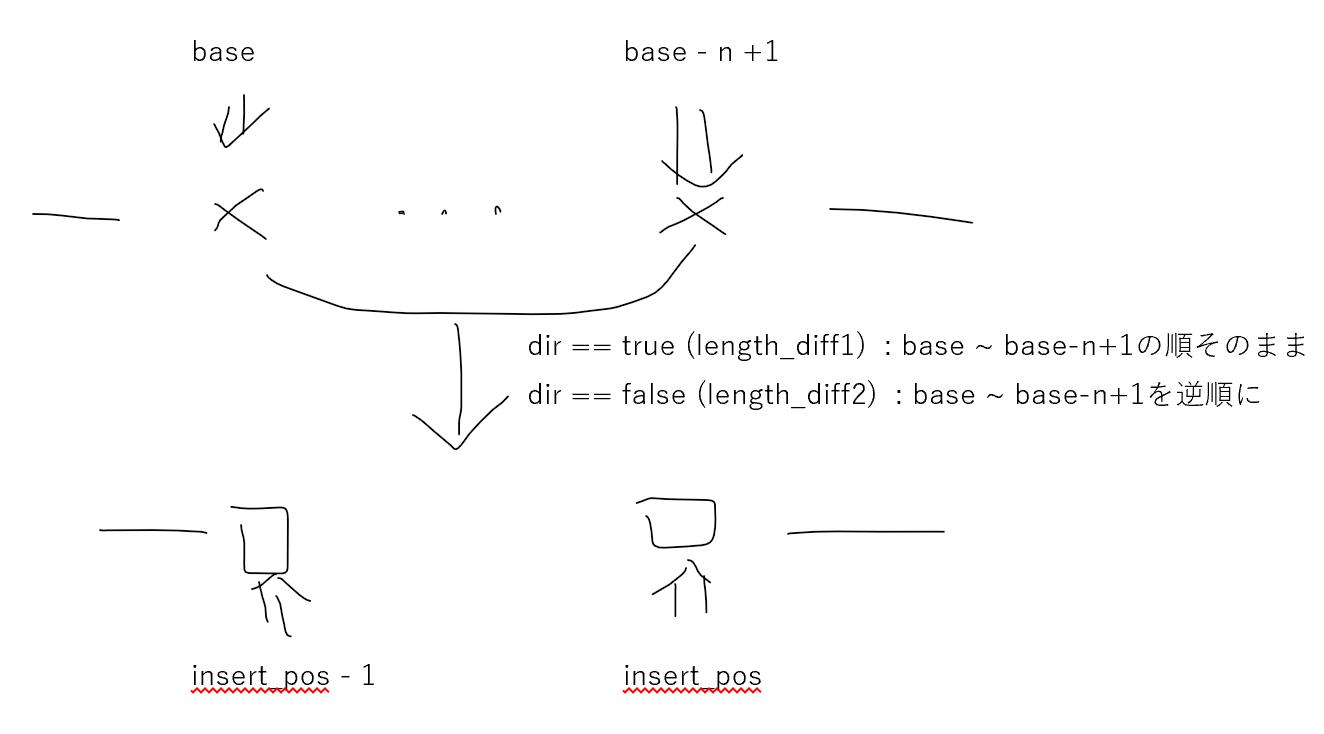 base
base - n +1
dir == true (length_diff1) : base ~ base-n+1の順そのまま
dir == false (length_diff2) : base ~ base-n+1を逆順に
insert_pos - 1
insert_pos